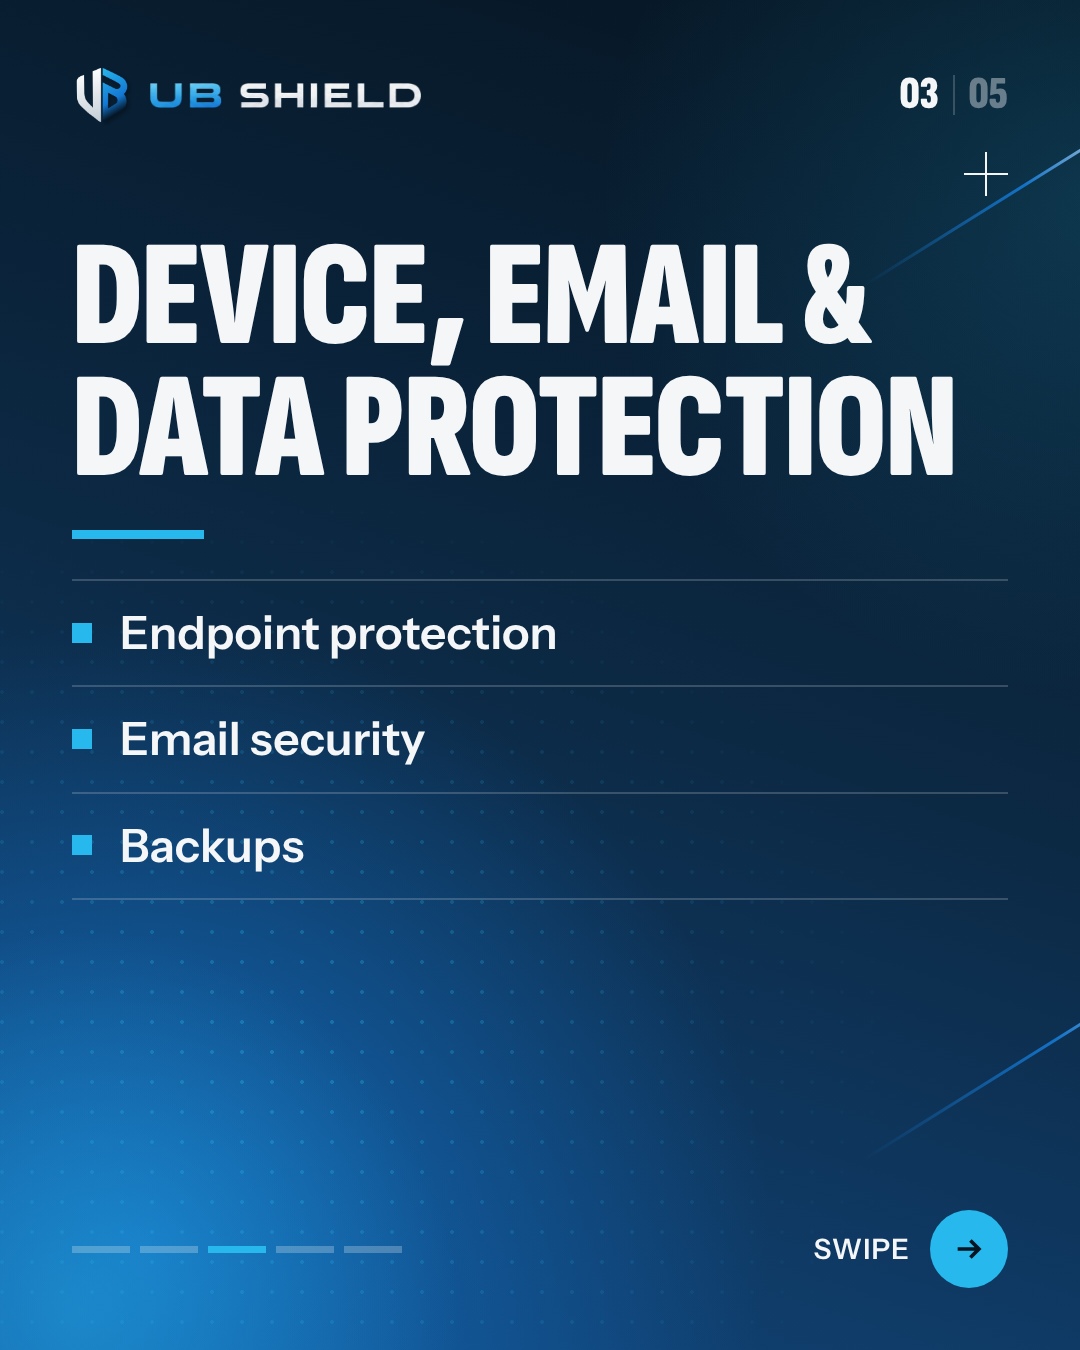 UB SHIELD
03 | 05
DEVICE, EMAIL &
DATA PROTECTION
Endpoint protection
Email security
Backups
SWIPE